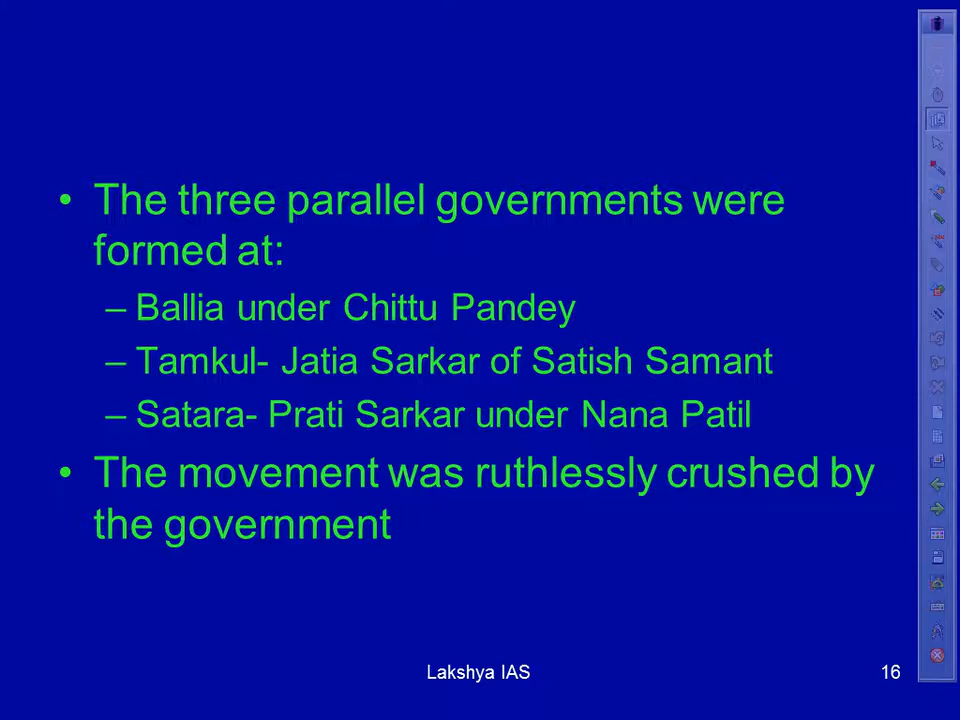 • The three parallel governments were
formed at:
– Ballia under Chittu Pandey
– Tamkul- Jatia Sarkar of Satish Samant
– Satara- Prati Sarkar under Nana Patil
• The movement was ruthlessly crushed by
the government
Lakshya IAS
16